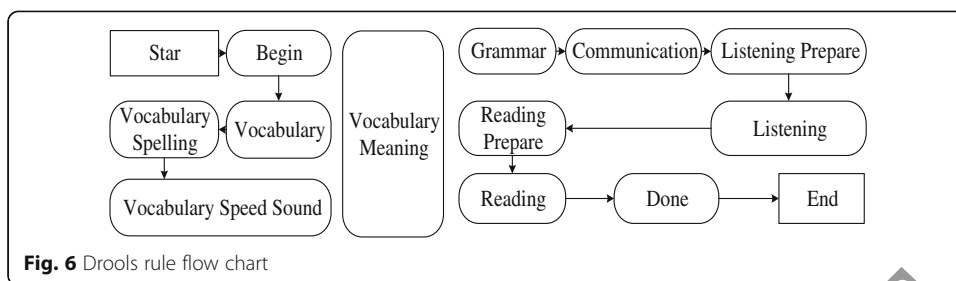 Star
Begin
Vocabulary
Vocabulary
Spelling
Vocabulary Speed Sound
Vocabulary
Meaning
Grammar
Communication
Listening Prepare
Listening
Reading
Prepare
Reading
Done
End
Fig. 6 Drools rule flow chart